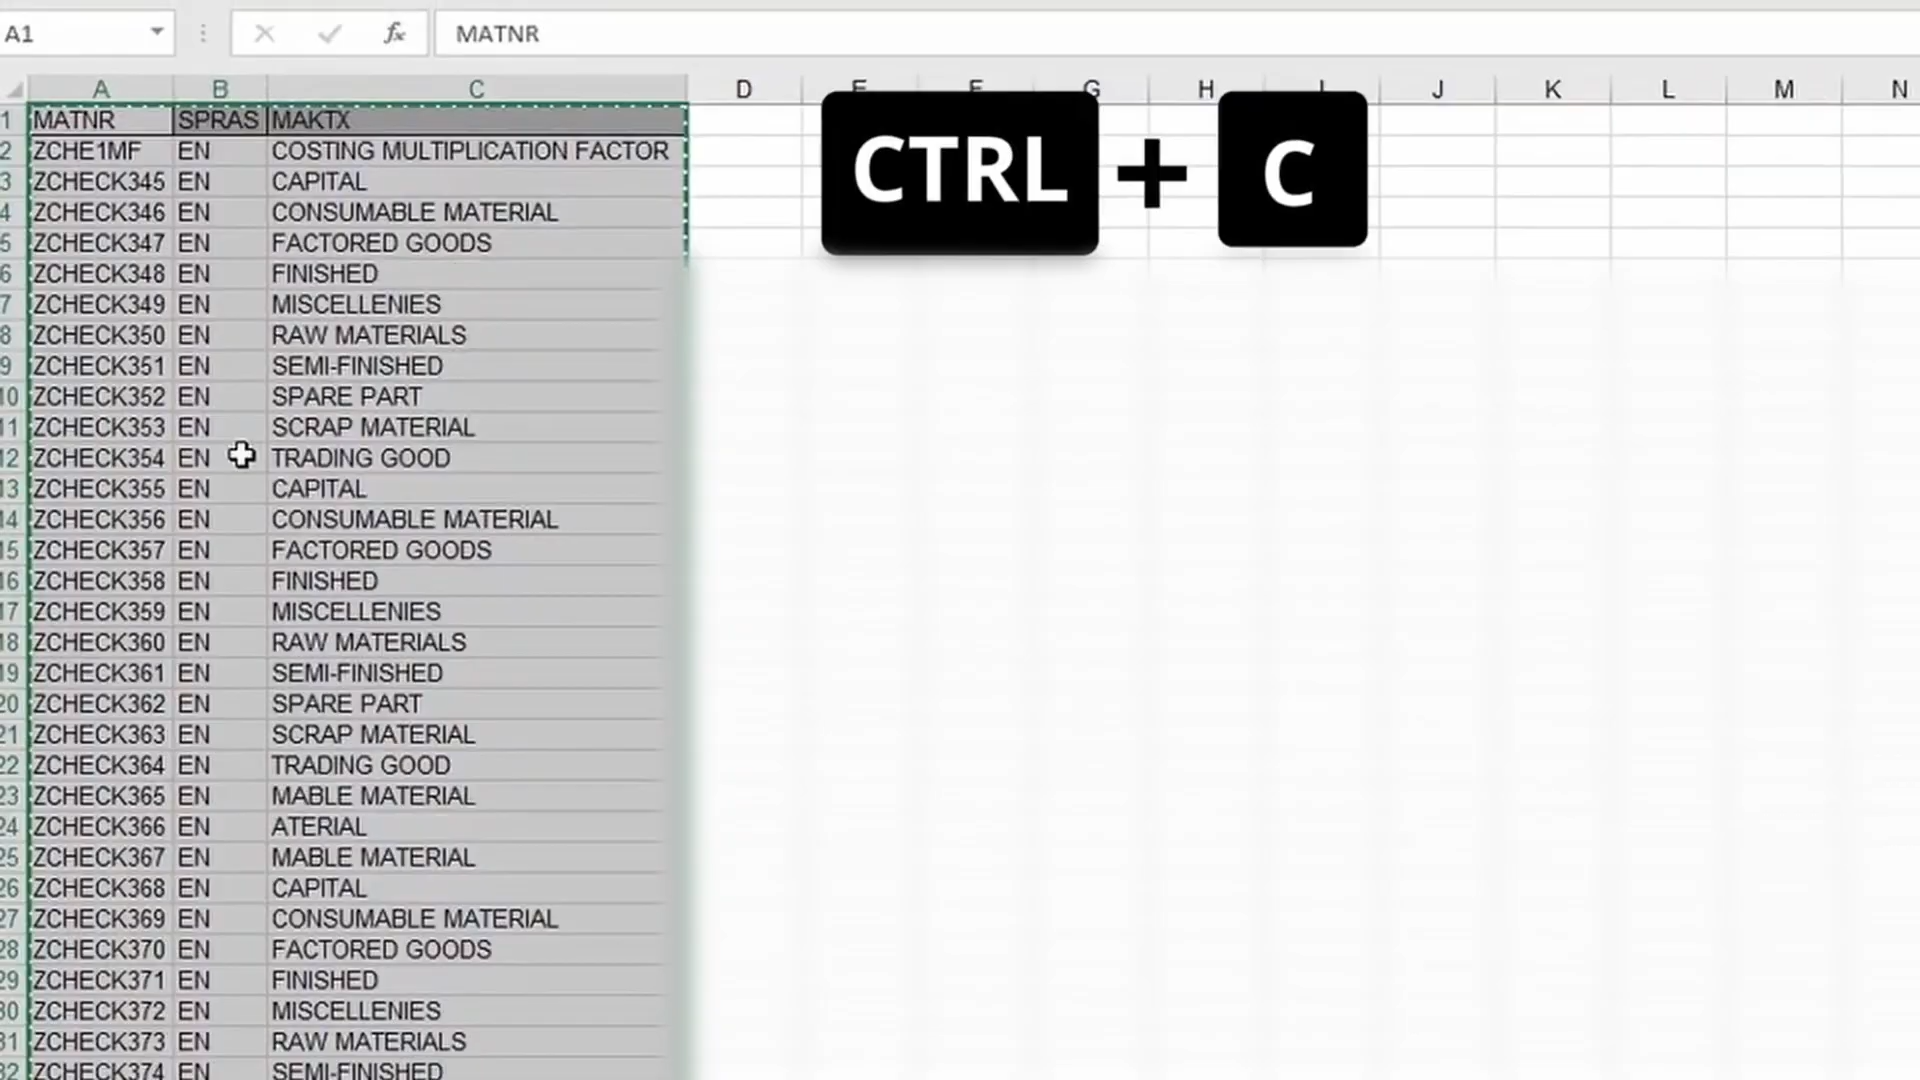 A1 fx MATNR
A B C D E F G H I J K L M N
1 MATNR SPRAS MAKTX
2 ZCHE1MF EN COSTING MULTIPLICATION FACTOR
3 ZCHECK345 EN CAPITAL
4 ZCHECK346 EN CONSUMABLE MATERIAL
5 ZCHECK347 EN FACTORED GOODS
6 ZCHECK348 EN FINISHED
7 ZCHECK349 EN MISCELLENIES
8 ZCHECK350 EN RAW MATERIALS
9 ZCHECK351 EN SEMI-FINISHED
10 ZCHECK352 EN SPARE PART
11 ZCHECK353 EN SCRAP MATERIAL
12 ZCHECK354 EN TRADING GOOD
13 ZCHECK355 EN CAPITAL
14 ZCHECK356 EN CONSUMABLE MATERIAL
15 ZCHECK357 EN FACTORED GOODS
16 ZCHECK358 EN FINISHED
17 ZCHECK359 EN MISCELLENIES
18 ZCHECK360 EN RAW MATERIALS
19 ZCHECK361 EN SEMI-FINISHED
20 ZCHECK362 EN SPARE PART
21 ZCHECK363 EN SCRAP MATERIAL
22 ZCHECK364 EN TRADING GOOD
23 ZCHECK365 EN MABLE MATERIAL
24 ZCHECK366 EN ATERIAL
25 ZCHECK367 EN MABLE MATERIAL
26 ZCHECK368 EN CAPITAL
27 ZCHECK369 EN CONSUMABLE MATERIAL
28 ZCHECK370 EN FACTORED GOODS
29 ZCHECK371 EN FINISHED
30 ZCHECK372 EN MISCELLENIES
31 ZCHECK373 EN RAW MATERIALS
32 ZCHECK374 EN SEMI-FINISHED
CTRL + C